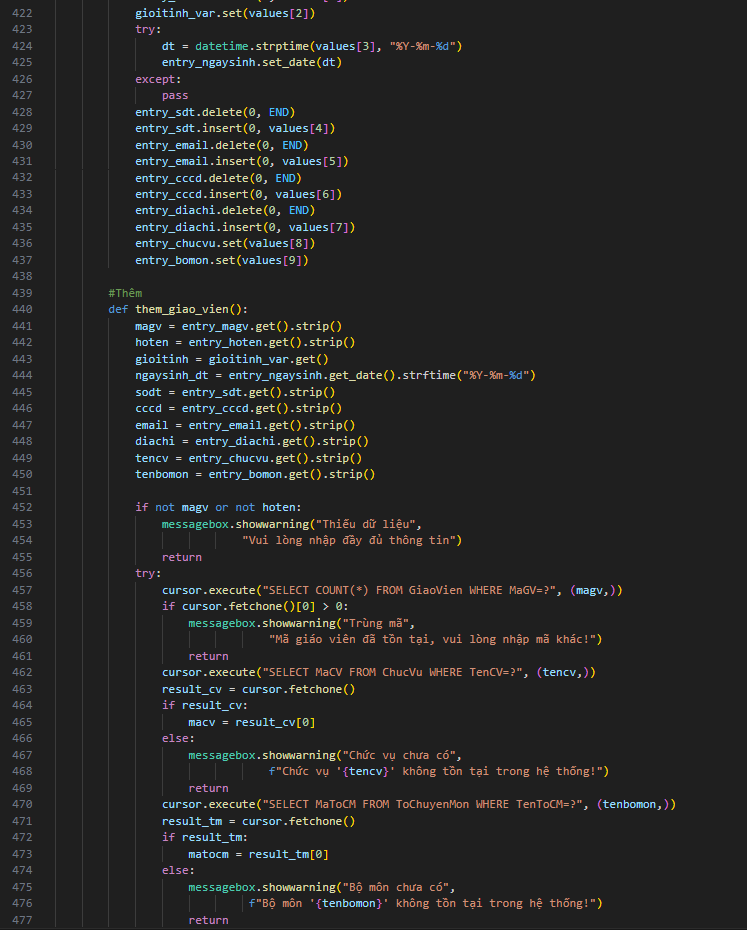 422 gioitinh_var.set(values[2])
423 try:
424 dt = datetime.strptime(values[3], "%Y-%m-%d")
425 entry_ngaysinh.set_date(dt)
426 except:
427 pass
428 entry_sdt.delete(0, END)
429 entry_sdt.insert(0, values[4])
430 entry_email.delete(0, END)
431 entry_email.insert(0, values[5])
432 entry_cccd.delete(0, END)
433 entry_cccd.insert(0, values[6])
434 entry_diachi.delete(0, END)
435 entry_diachi.insert(0, values[7])
436 entry_chucvu.set(values[8])
437 entry_bomon.set(values[9])
438
439 #Thêm
440 def them_giao_vien():
441 magv = entry_magv.get().strip()
442 hoten = entry_hoten.get().strip()
443 gioitinh = gioitinh_var.get()
444 ngaysinh_dt = entry_ngaysinh.get_date().strftime("%Y-%m-%d")
445 sodt = entry_sdt.get().strip()
446 cccd = entry_cccd.get().strip()
447 email = entry_email.get().strip()
448 diachi = entry_diachi.get().strip()
449 tencv = entry_chucvu.get().strip()
450 tenbomon = entry_bomon.get().strip()
451
452 if not magv or not hoten:
453 messagebox.showwarning("Thiếu dữ liệu",
454 "Vui lòng nhập đầy đủ thông tin")
455 return
456 try:
457 cursor.execute("SELECT COUNT(*) FROM GiaoVien WHERE MaGV=?", (magv,))
458 if cursor.fetchone()[0] > 0:
459 messagebox.showwarning("Trùng mã",
460 "Mã giáo viên đã tồn tại, vui lòng nhập mã khác!")
461 return
462 cursor.execute("SELECT MaCV FROM ChucVu WHERE TenCV=?", (tencv,))
463 result_cv = cursor.fetchone()
464 if result_cv:
465 macv = result_cv[0]
466 else:
467 messagebox.showwarning("Chức vụ chưa có",
468 f"Chức vụ '{tencv}' không tồn tại trong hệ thống!")
469 return
470 cursor.execute("SELECT MaToCM FROM ToChuyenMon WHERE TenToCM=?", (tenbomon,))
471 result_tm = cursor.fetchone()
472 if result_tm:
473 matocm = result_tm[0]
474 else:
475 messagebox.showwarning("Bộ môn chưa có",
476 f"Bộ môn '{tenbomon}' không tồn tại trong hệ thống!")
477 return